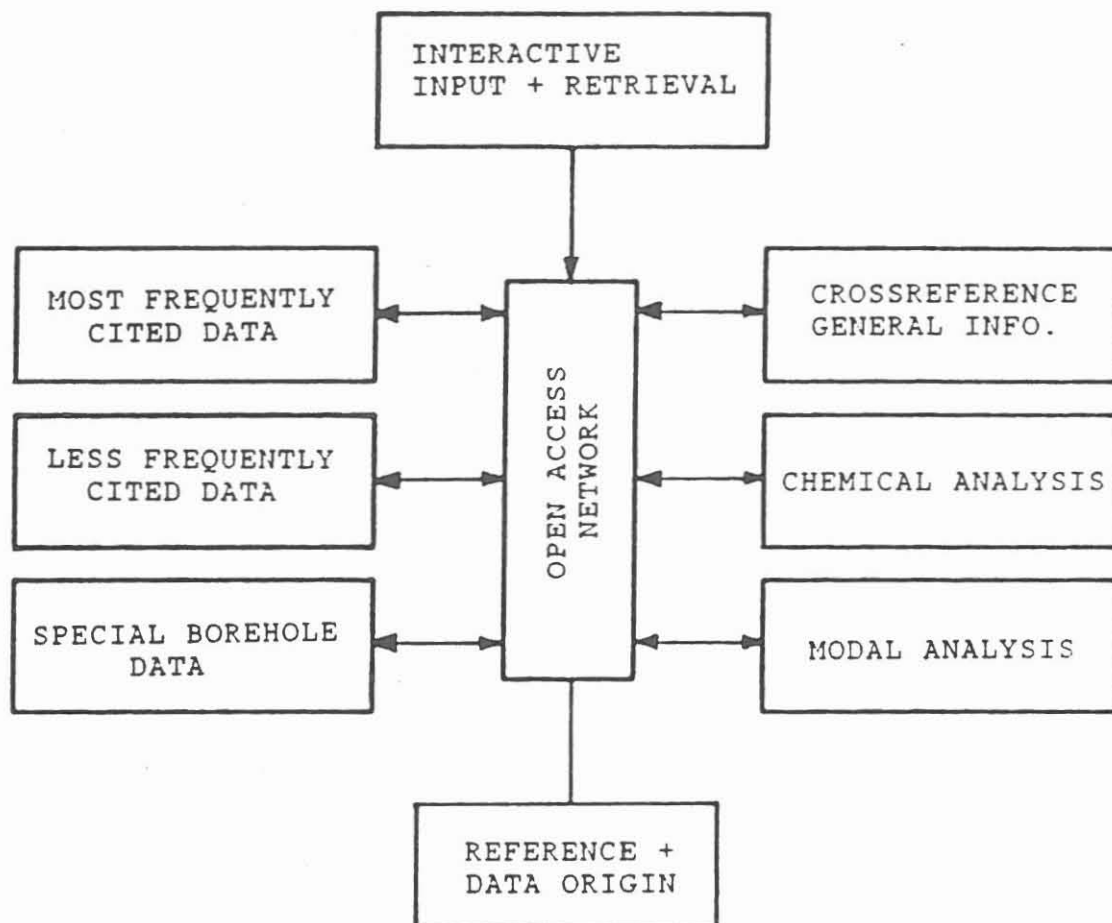 INTERACTIVE
INPUT + RETRIEVAL
MOST FREQUENTLY
CITED DATA
CROSSREFERENCE
GENERAL INFO.
OPEN ACCESS
NETWORK
LESS FREQUENTLY
CITED DATA
CHEMICAL ANALYSIS
SPECIAL BOREHOLE
DATA
MODAL ANALYSIS
REFERENCE +
DATA ORIGIN